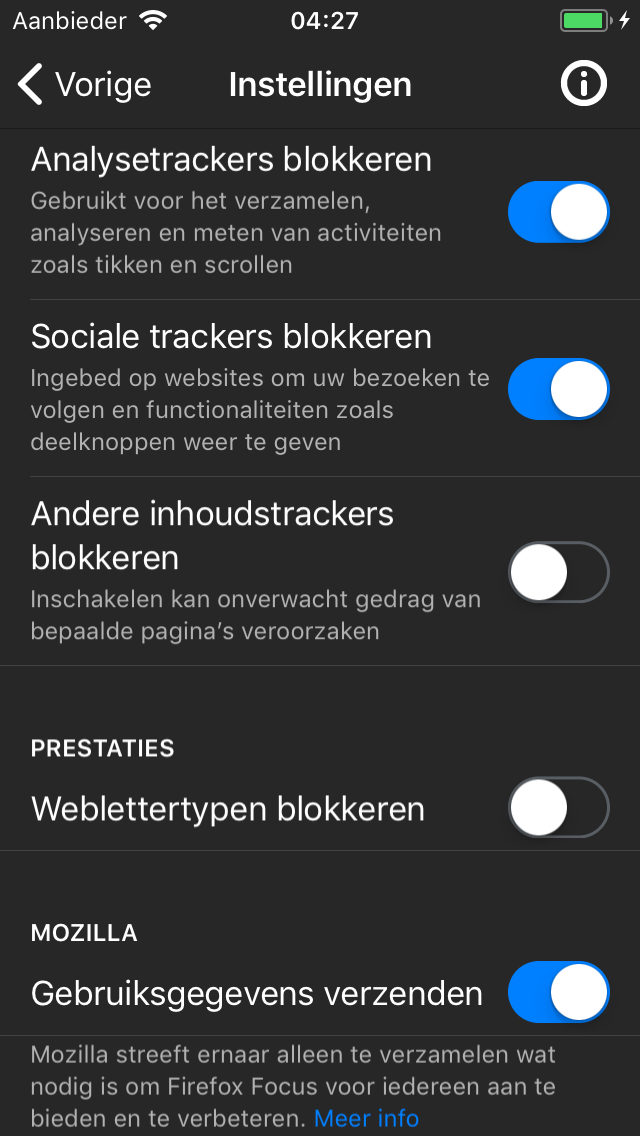 Aanbieder 04:27
Vorige Instellingen
Analysetrackers blokkeren
Gebruikt voor het verzamelen,
analyseren en meten van activiteiten
zoals tikken en scrollen
Sociale trackers blokkeren
Ingebed op websites om uw bezoeken te
volgen en functionaliteiten zoals
deelknoppen weer te geven
Andere inhoudstrackers
blokkeren
Inschakelen kan onverwacht gedrag van
bepaalde pagina’s veroorzaken
PRESTATIES
Weblettertypen blokkeren
MOZILLA
Gebruiksgegevens verzenden
Mozilla streeft ernaar alleen te verzamelen wat
nodig is om Firefox Focus voor iedereen aan te
bieden en te verbeteren. Meer info